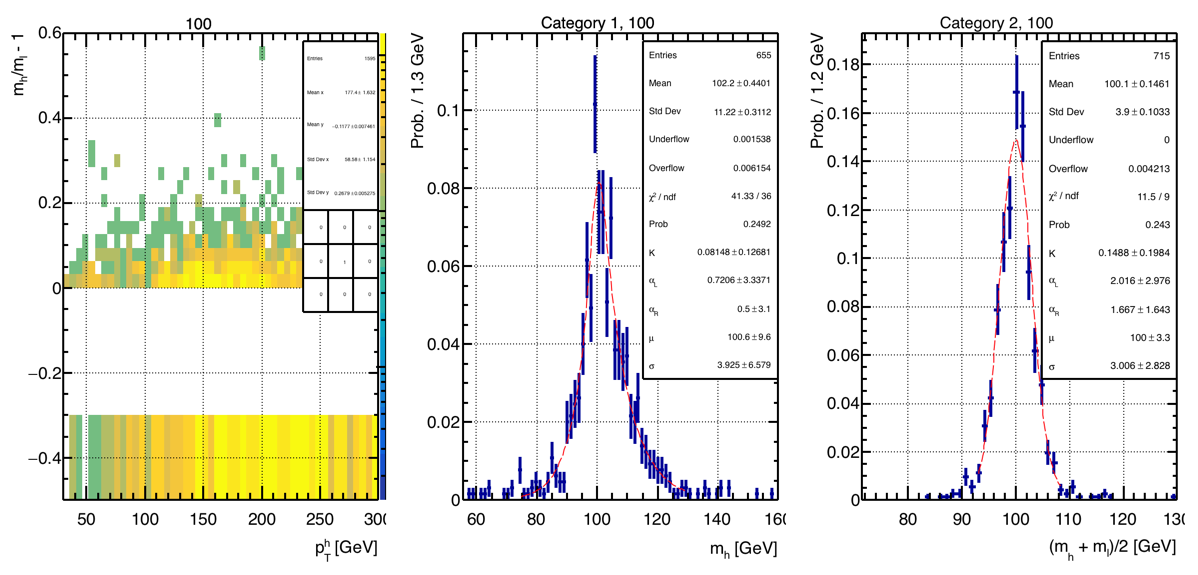 100
m_h/m_l - 1
0.6
0.4
0.2
0
−0.2
−0.4
50
100
150
200
250
300
p_T^h [GeV]
Entries 1595
Mean x 177.4 ± 1.632
Mean y −0.1177 ± 0.007461
Std Dev x 58.58 ± 1.154
Std Dev y 0.2679 ± 0.005275
0 0 0
0 1 0
0 0 0
Category 1, 100
Prob. / 1.3 GeV
0.1
0.08
0.06
0.04
0.02
0
60
80
100
120
140
160
m_h [GeV]
Entries 655
Mean 102.2 ± 0.4401
Std Dev 11.22 ± 0.3112
Underflow 0.001538
Overflow 0.006154
χ² / ndf 41.33 / 36
Prob 0.2492
K 0.08148 ± 0.12681
α_L 0.7206 ± 3.3371
α_R 0.5 ± 3.1
μ 100.6 ± 9.6
σ 3.925 ± 6.579
Category 2, 100
Prob. / 1.2 GeV
0.18
0.16
0.14
0.12
0.1
0.08
0.06
0.04
0.02
0
80
90
100
110
120
130
(m_h + m_l)/2 [GeV]
Entries 715
Mean 100.1 ± 0.1461
Std Dev 3.9 ± 0.1033
Underflow 0
Overflow 0.004213
χ² / ndf 11.5 / 9
Prob 0.243
K 0.1488 ± 0.1984
α_L 2.016 ± 2.976
α_R 1.667 ± 1.643
μ 100 ± 3.3
σ 3.006 ± 2.828